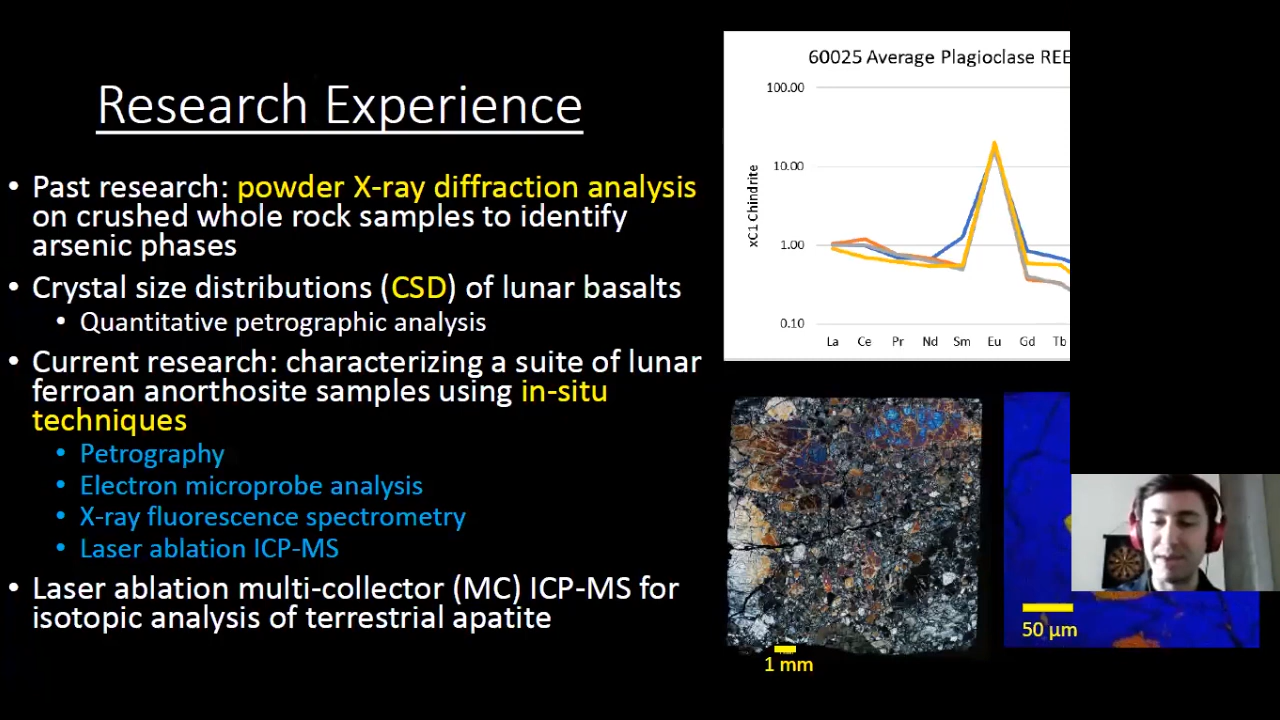 Research Experience
• Past research: powder X-ray diffraction analysis
on crushed whole rock samples to identify
arsenic phases
• Crystal size distributions (CSD) of lunar basalts
• Quantitative petrographic analysis
• Current research: characterizing a suite of lunar
ferroan anorthosite samples using in-situ
techniques
• Petrography
• Electron microprobe analysis
• X-ray fluorescence spectrometry
• Laser ablation ICP-MS
• Laser ablation multi-collector (MC) ICP-MS for
isotopic analysis of terrestrial apatite
60025 Average Plagioclase REE
xC1 Chindrite
100.00
10.00
1.00
0.10
La Ce Pr Nd Sm Eu Gd Tb
1 mm
50 µm